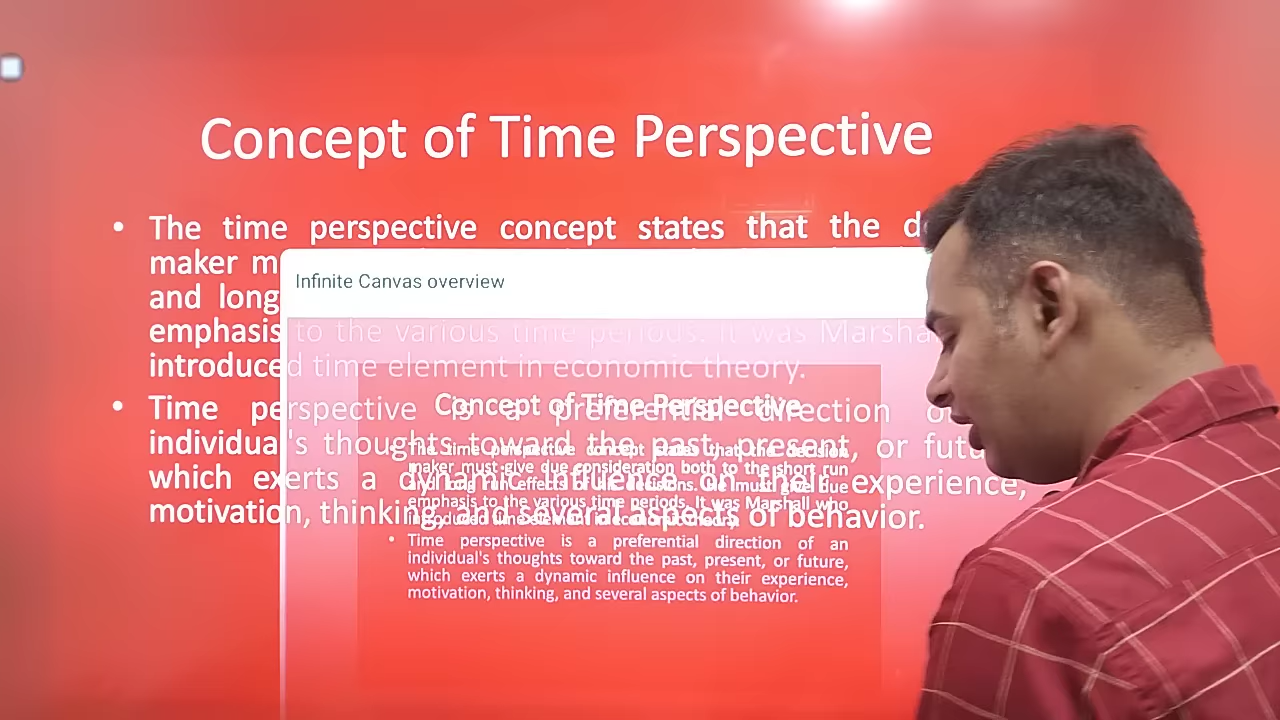 Concept of Time Perspective
• The time perspective concept states that the d
maker m
and long
emphasis to the various time periods. It was Marsha
introduced time element in economic theory.
• Time perspective is a preferential direction o
individual's thoughts toward the past, present, or futu
which exerts a dynamic influence on their experience,
motivation, thinking, and several aspects of behavior.
Infinite Canvas overview
Concept of Time Perspective
The time perspective concept states that the decision
maker must give due consideration both to the short run
and long run effects of his decisions. He must give due
emphasis to the various time periods. It was Marshall who
introduced time element in economic theory.
• Time perspective is a preferential direction of an
individual's thoughts toward the past, present, or future,
which exerts a dynamic influence on their experience,
motivation, thinking, and several aspects of behavior.